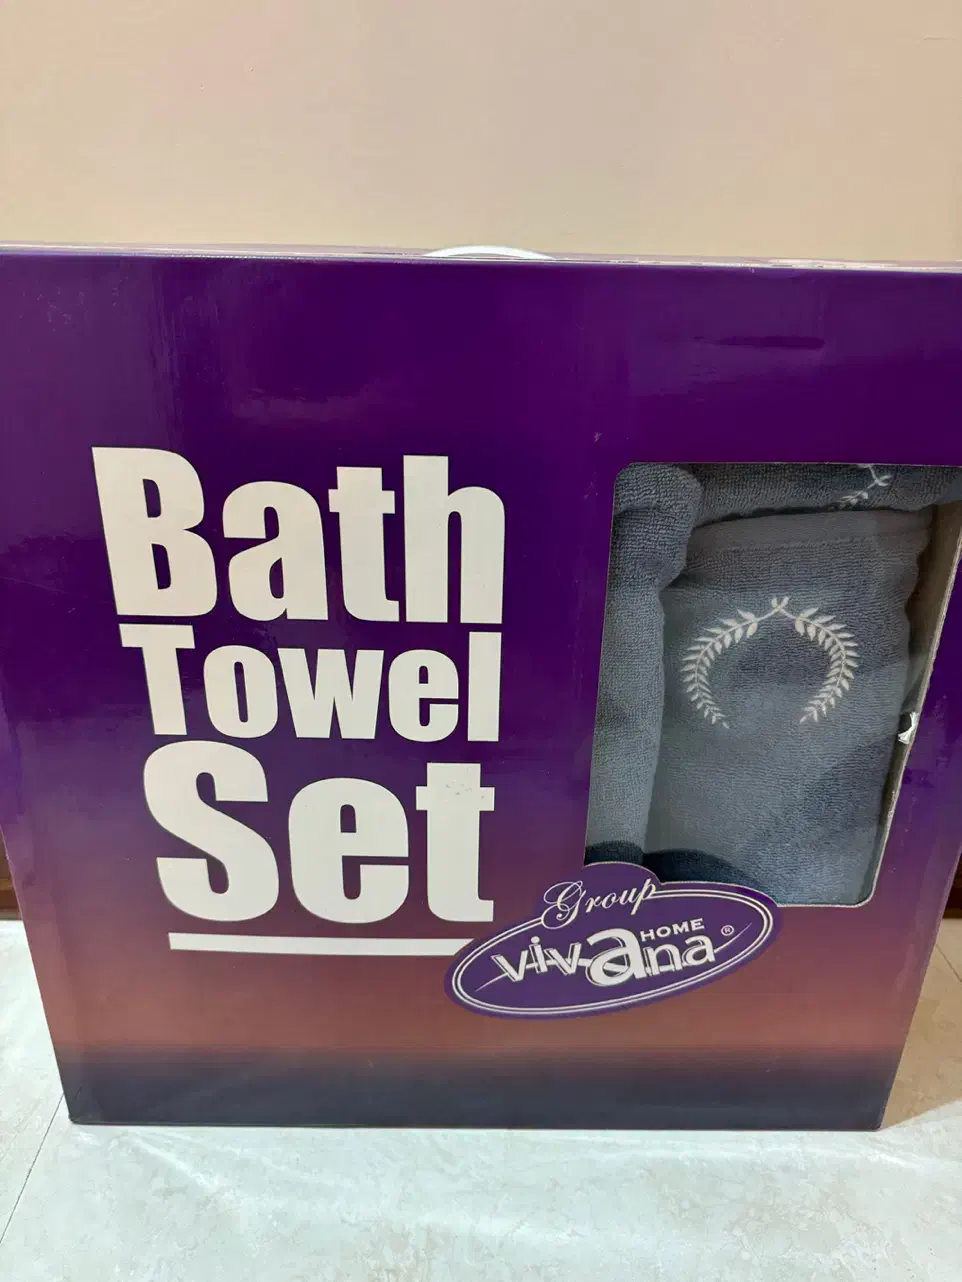 Bath
Towel
Set
Group
vivana HOME ®